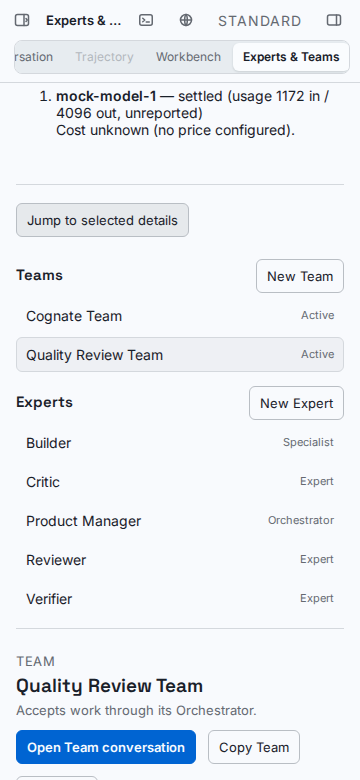 Experts & ...
STANDARD
rsation
Trajectory
Workbench
Experts & Teams
1. mock-model-1 — settled (usage 1172 in /
4096 out, unreported)
Cost unknown (no price configured).
Jump to selected details
Teams
New Team
Cognate Team
Active
Quality Review Team
Active
Experts
New Expert
Builder
Specialist
Critic
Expert
Product Manager
Orchestrator
Reviewer
Expert
Verifier
Expert
TEAM
Quality Review Team
Accepts work through its Orchestrator.
Open Team conversation
Copy Team